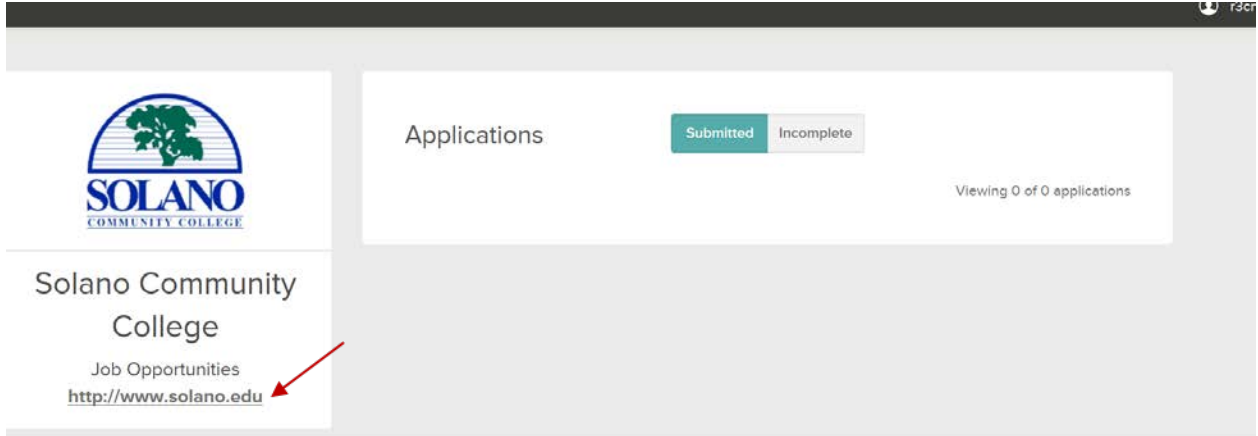 SOLANO
COMMUNITY COLLEGE
Solano Community
College
Job Opportunities
http://www.solano.edu
Applications
Submitted
Incomplete
Viewing 0 of 0 applications